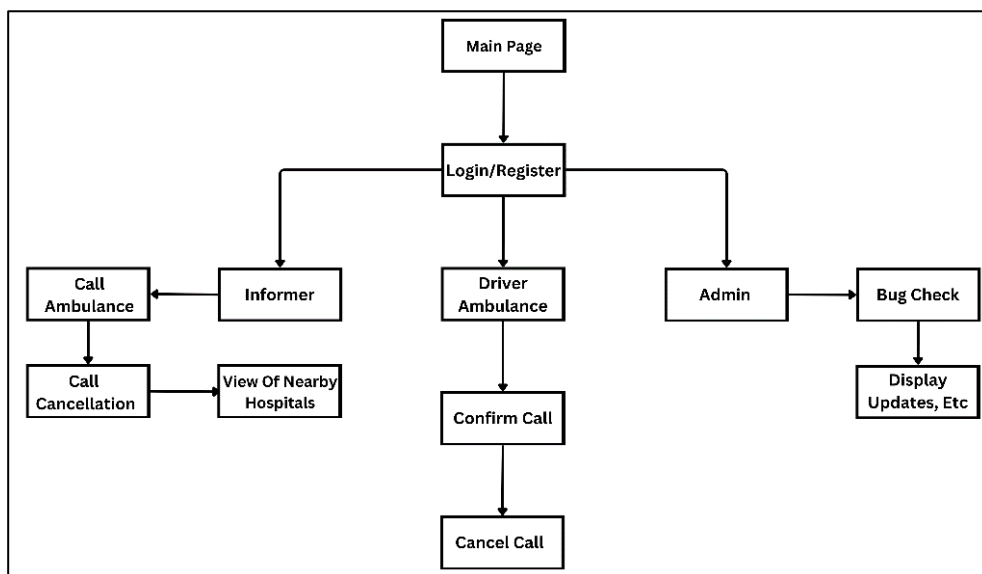 Main Page
Login/Register
Call
Ambulance
Informer
Driver
Ambulance
Admin
Bug Check
Call
Cancellation
View Of Nearby
Hospitals
Display
Updates, Etc
Confirm Call
Cancel Call